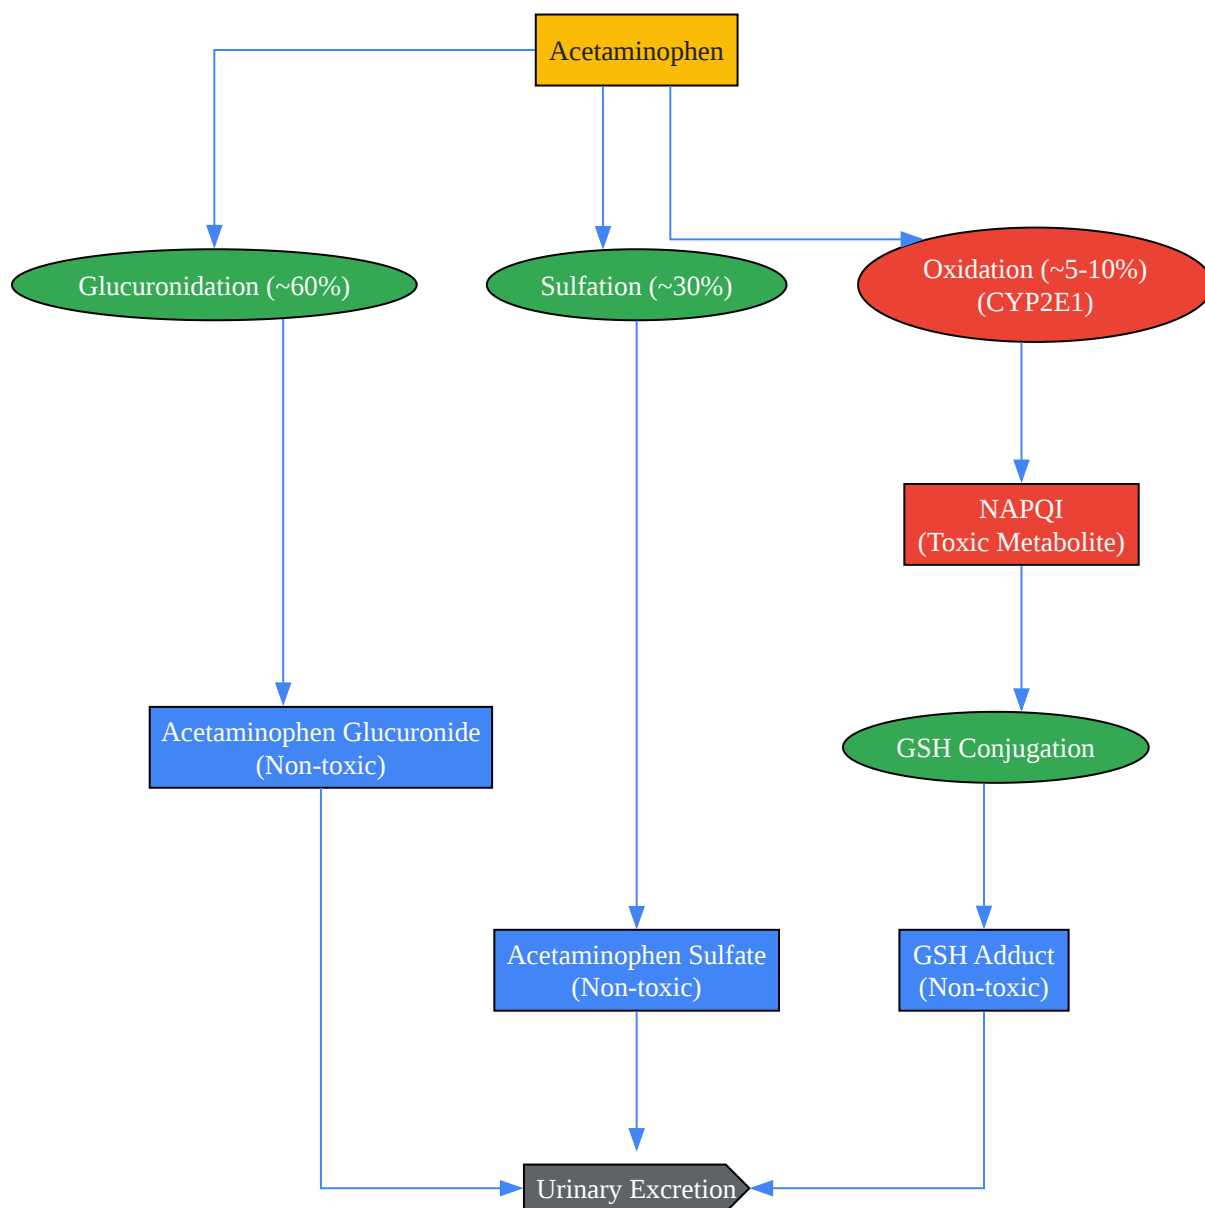 Acetaminophen
Glucuronidation (~60%)
Sulfation (~30%)
Oxidation (~5-10%)
(CYP2E1)
NAPQI
(Toxic Metabolite)
Acetaminophen Glucuronide
(Non-toxic)
GSH Conjugation
Acetaminophen Sulfate
(Non-toxic)
GSH Adduct
(Non-toxic)
Urinary Excretion